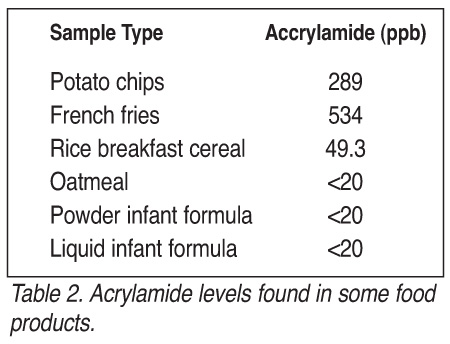 Sample Type Accrylamide (ppb)
Potato chips 289
French fries 534
Rice breakfast cereal 49.3
Oatmeal <20
Powder infant formula <20
Liquid infant formula <20
Table 2. Acrylamide levels found in some food
products.